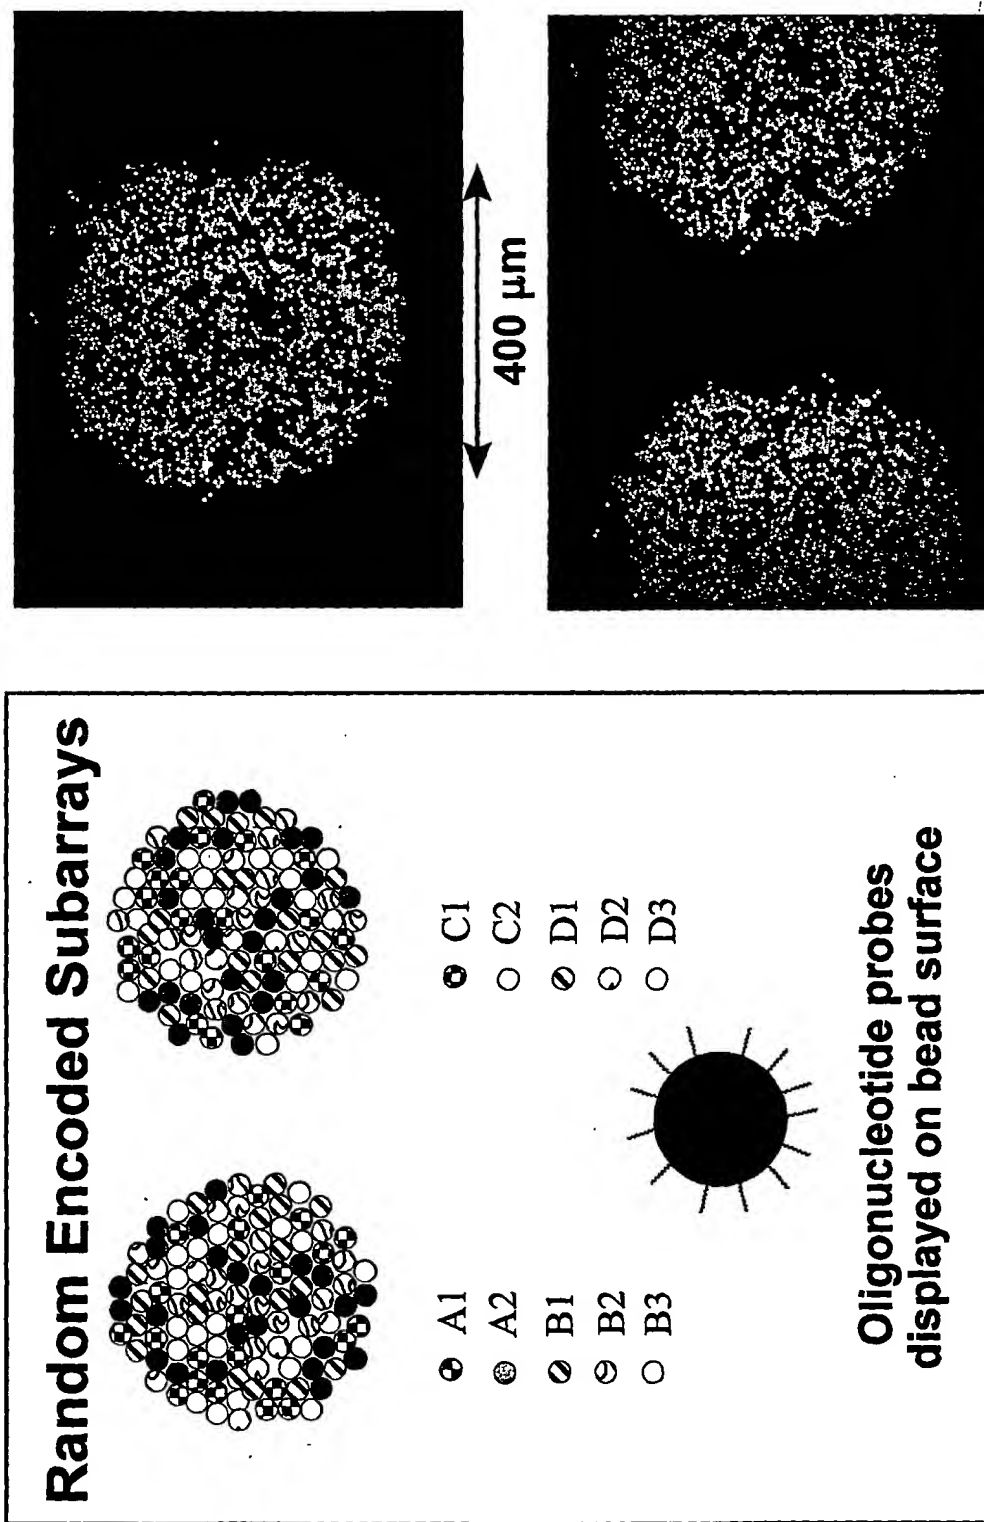 Random Encoded Subarrays
A1
A2
B1
B2
B3
C1
C2
D1
D2
D3
Oligonucleotide probes
displayed on bead surface
400 μm